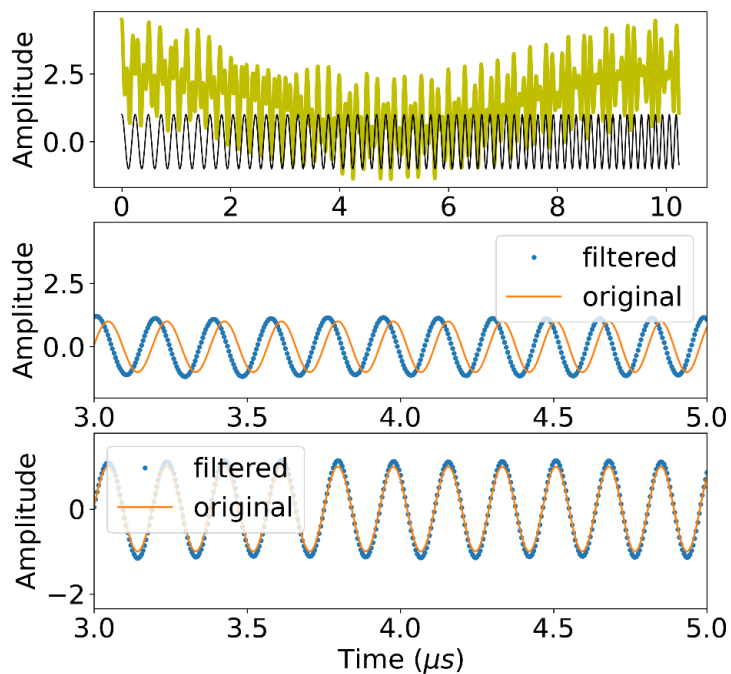 Amplitude
2.5
0.0
0 2 4 6 8 10
Amplitude
2.5
0.0
filtered
original
3.0 3.5 4.0 4.5 5.0
Amplitude
0
−2
filtered
original
3.0 3.5 4.0 4.5 5.0
Time (μs)